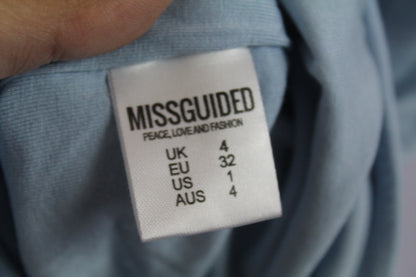 MISSGUIDED
PEACE, LOVE AND FASHION
UK 4
EU 32
US 1
AUS 4